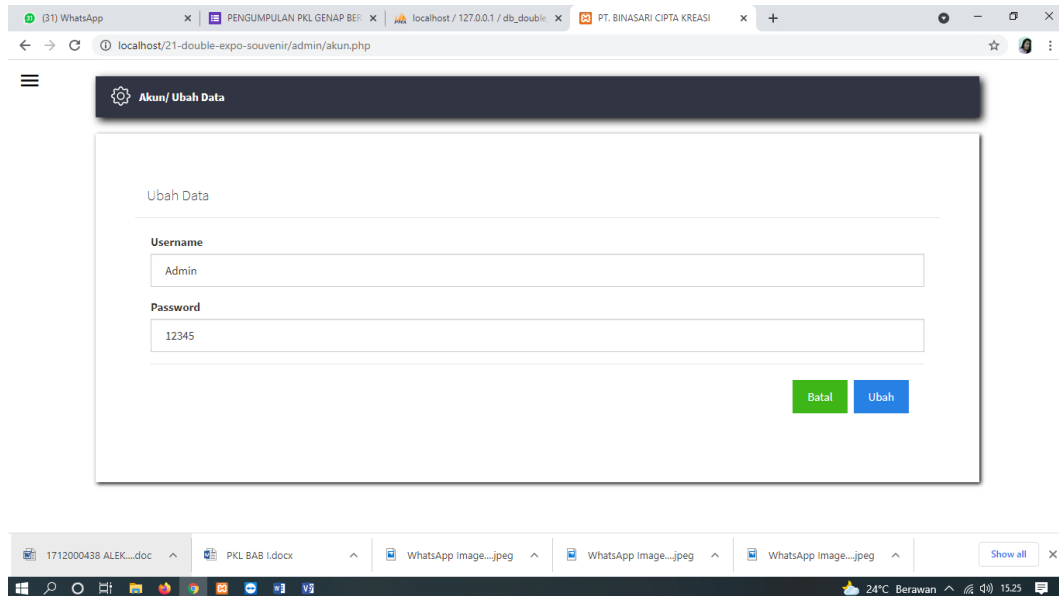 (31) WhatsApp
PENGUMPULAN PKL GENAP BER
localhost / 127.0.0.1 / db_double
PT. BINASARI CIPTA KREASI
localhost/21-double-expo-souvenir/admin/akun.php
Akun/ Ubah Data
Ubah Data
Username
Admin
Password
12345
Batal Ubah
1712000438 ALEK....doc
PKL BAB I.docx
WhatsApp Image....jpeg
WhatsApp Image....jpeg
WhatsApp Image....jpeg
Show all
24°C Berawan 15.25